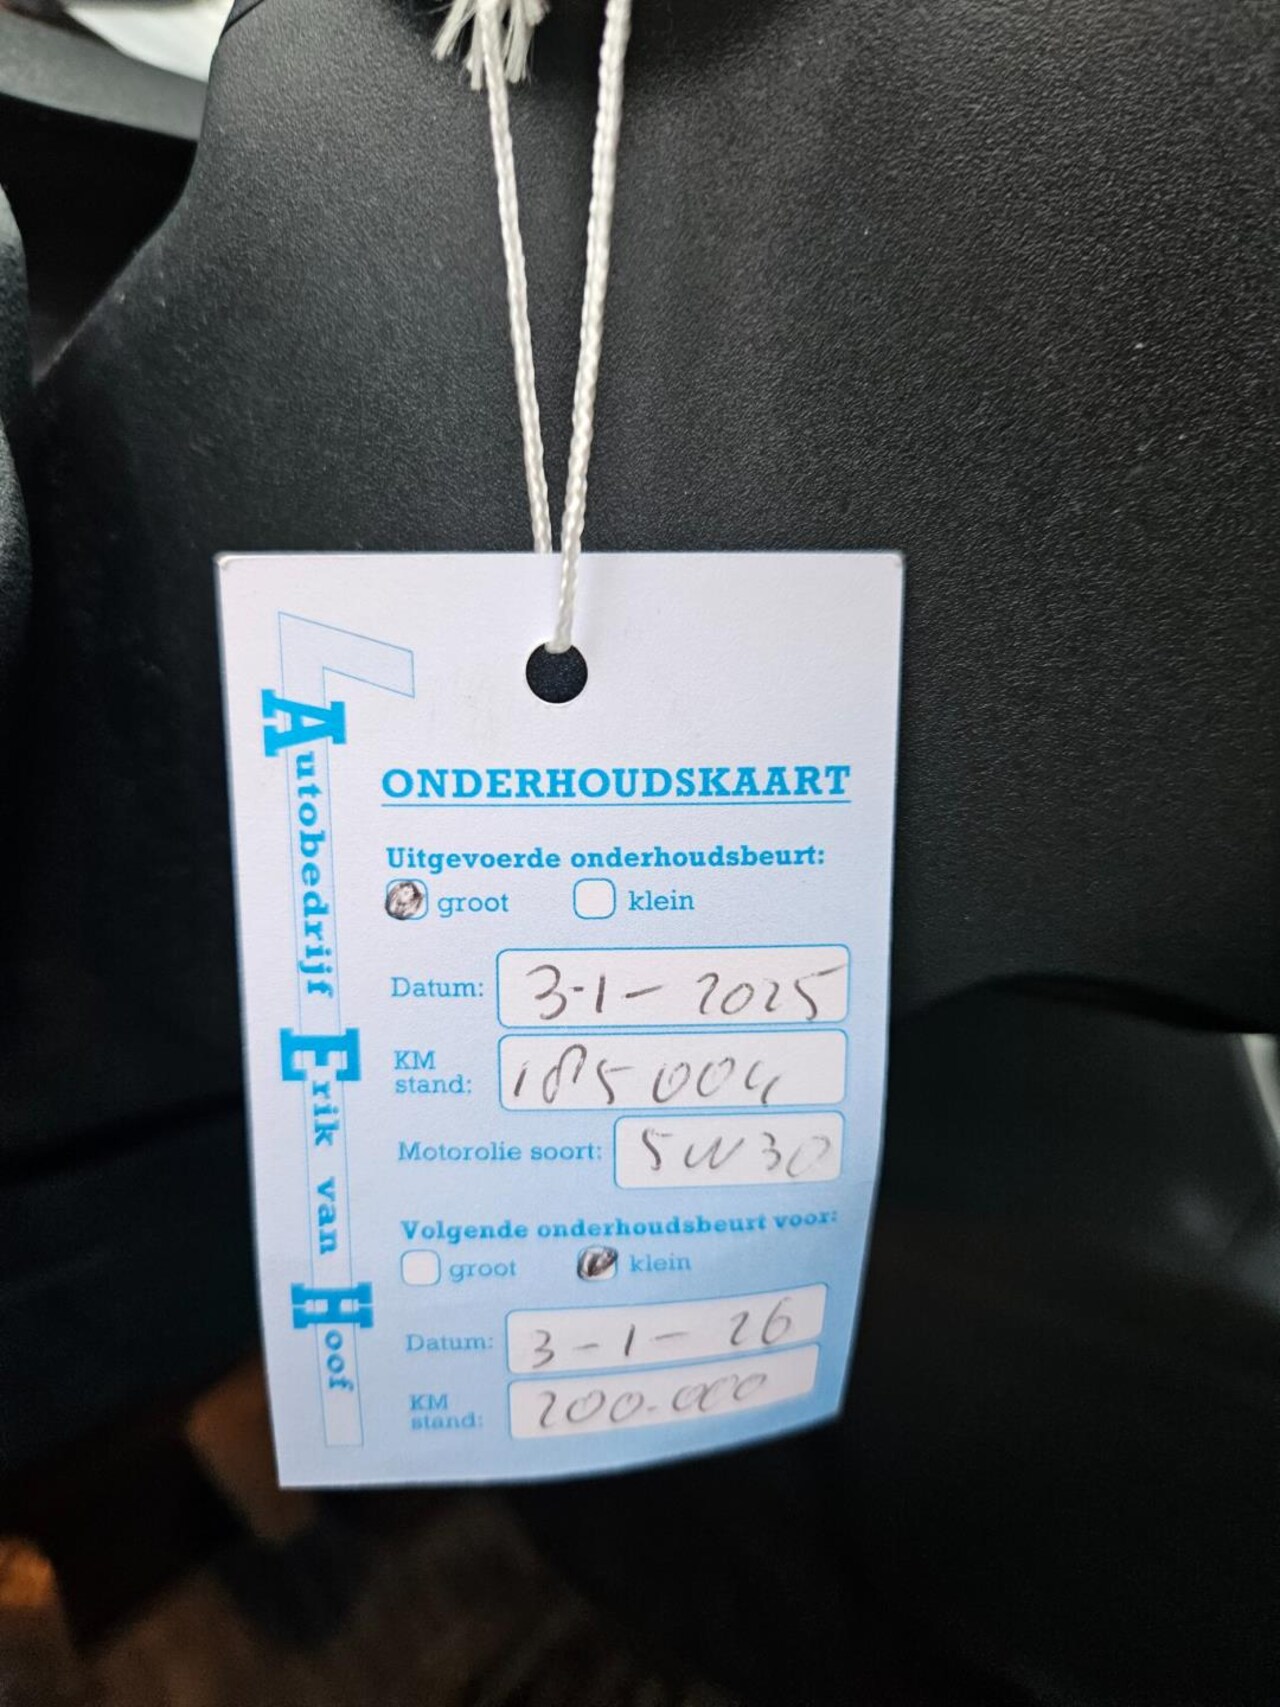 Autobedrijf Erik van Hoof
ONDERHOUDSKAART
Uitgevoerde onderhoudsbeurt:
groot klein
Datum: 3-1-2025
KM stand: 185004
Motorolie soort: 5W30
Volgende onderhoudsbeurt voor:
groot klein
Datum: 3-1-26
KM stand: 200.000